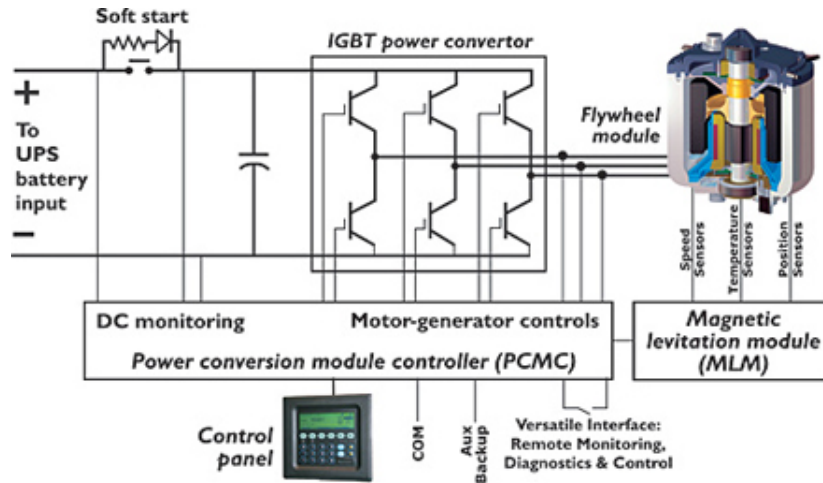 Soft start
IGBT power convertor
+
To
UPS
battery
input
−
Flywheel
module
Speed
Sensors
Temperature
Sensors
Position
Sensors
DC monitoring
Motor-generator controls
Power conversion module controller (PCMC)
Magnetic
levitation module
(MLM)
Control
panel
COM
Aux
Backup
Versatile Interface:
Remote Monitoring,
Diagnostics & Control